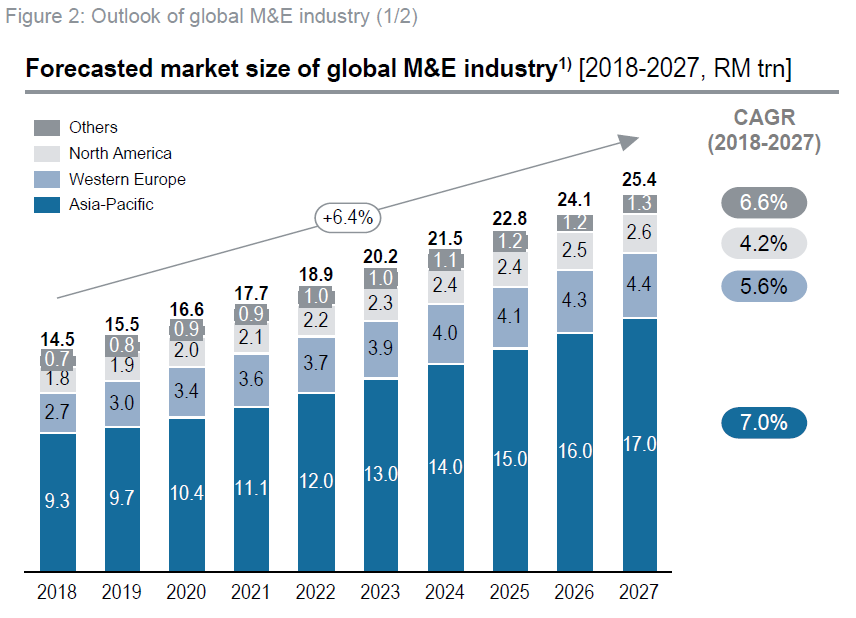 Figure 2: Outlook of global M&E industry (1/2)
Forecasted market size of global M&E industry1) [2018-2027, RM trn]
CAGR
(2018-2027)
Others
North America
Western Europe
Asia-Pacific
+6.4%
14.5 15.5 16.6 17.7 18.9 20.2 21.5 22.8 24.1 25.4
0.7 0.8 0.9 0.9 1.0 1.0 1.1 1.2 1.2 1.3 6.6%
1.8 1.9 2.0 2.1 2.2 2.3 2.4 2.4 2.5 2.6 4.2%
2.7 3.0 3.4 3.6 3.7 3.9 4.0 4.1 4.3 4.4 5.6%
9.3 9.7 10.4 11.1 12.0 13.0 14.0 15.0 16.0 17.0 7.0%
2018 2019 2020 2021 2022 2023 2024 2025 2026 2027